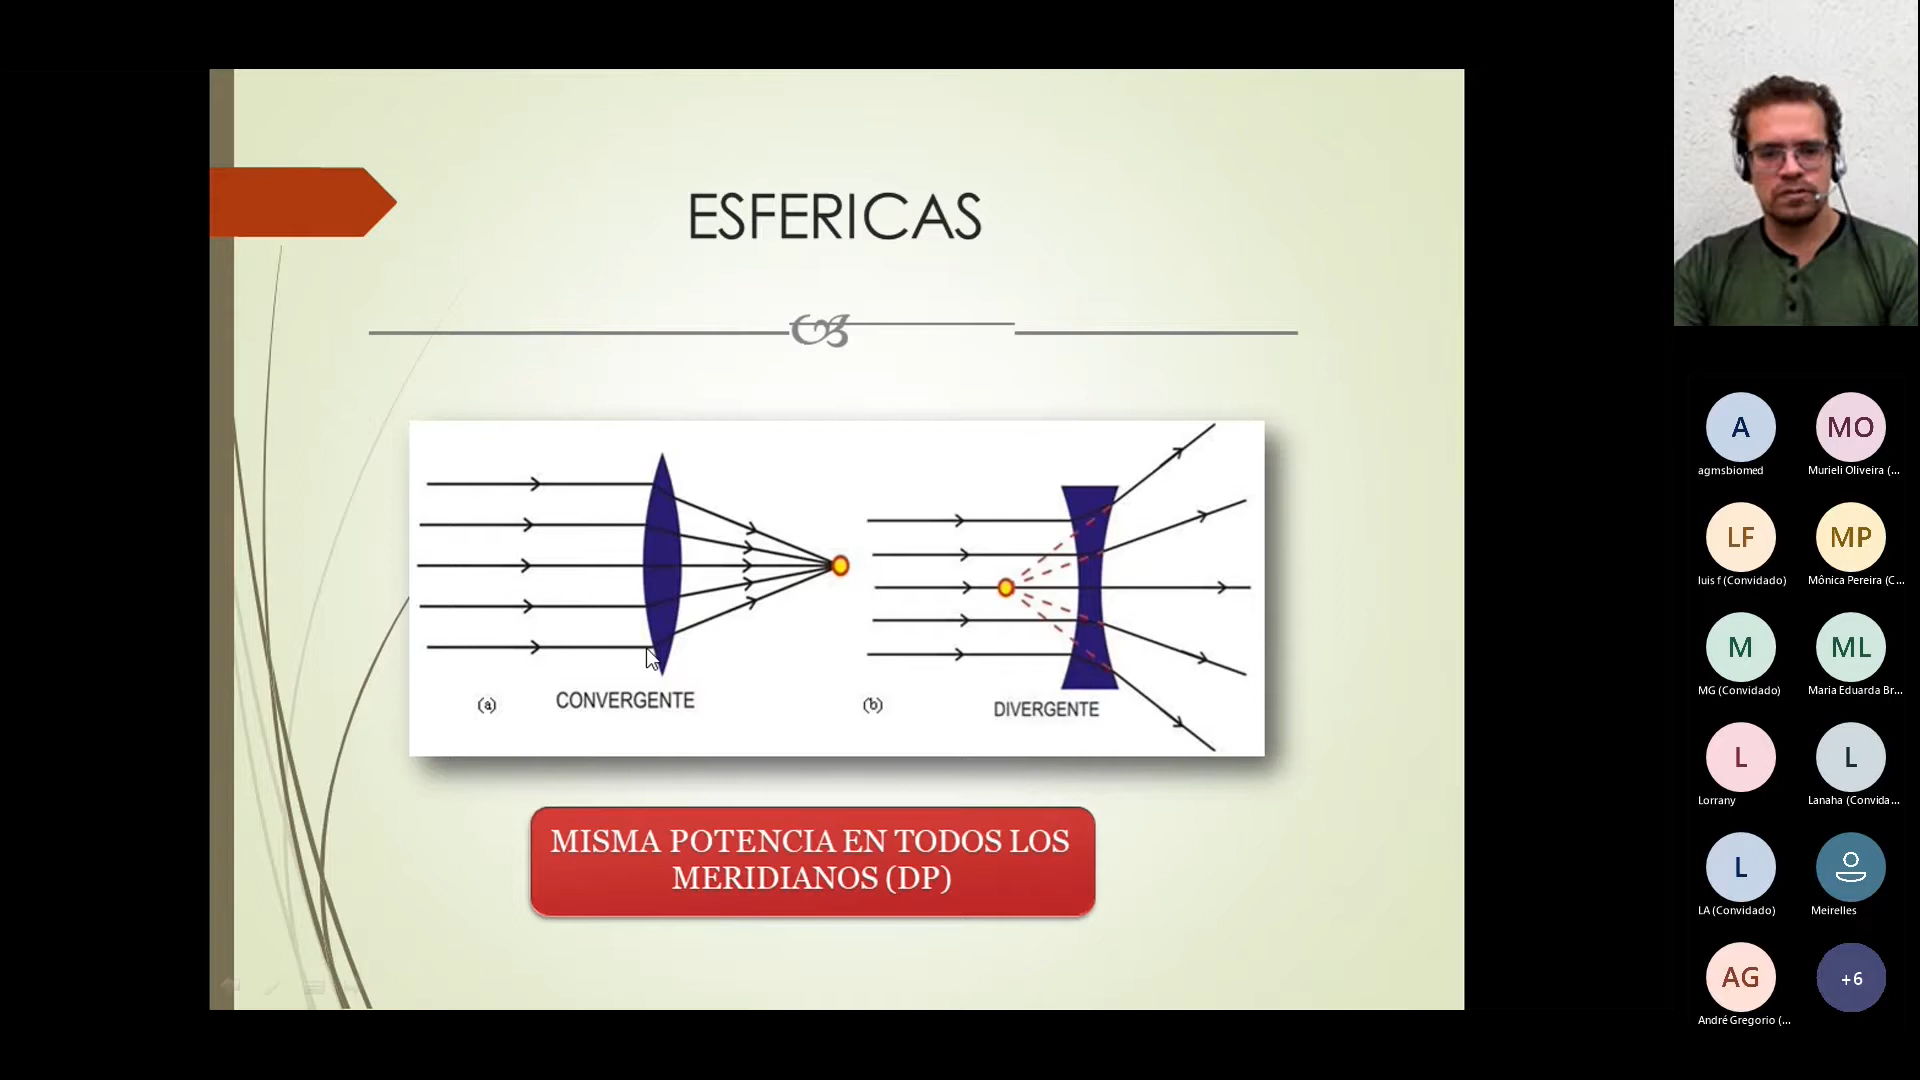 ESFERICAS
(a)
CONVERGENTE
(b)
DIVERGENTE
MISMA POTENCIA EN TODOS LOS
MERIDIANOS (DP)
A
agmsbiomed
MO
Murieli Oliveira (...
LF
luis f (Convidado)
MP
Mônica Pereira (C...
M
MG (Convidado)
ML
Maria Eduarda Br...
L
Lorrany
L
Lanaha (Convida...
L
LA (Convidado)
Meirelles
AG
André Gregorio (...
+6